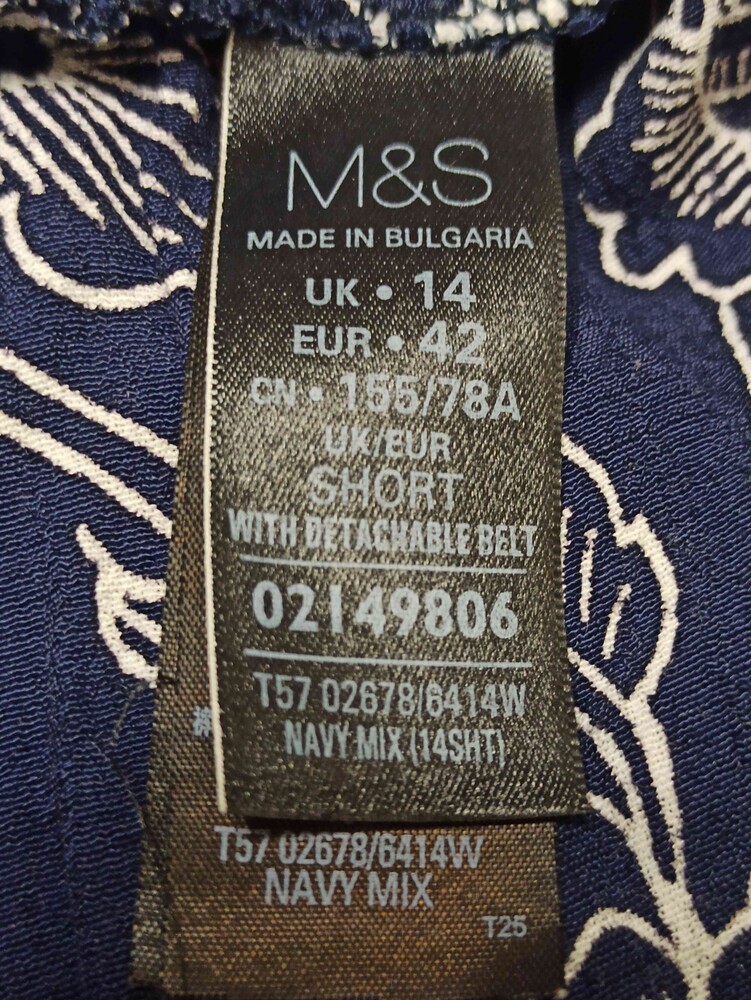 M&S
MADE IN BULGARIA
UK • 14
EUR • 42
CN • 155/78A
UK/EUR
SHORT
WITH DETACHABLE BELT
02149806
T57 02678/6414W
NAVY MIX (14SHT)
T57 02678/6414W
NAVY MIX
T25